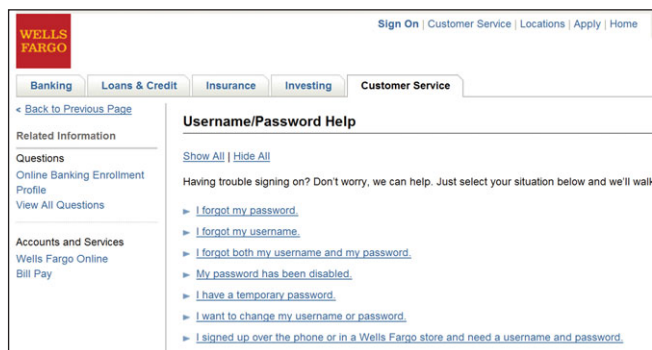 WELLS
FARGO
Sign On | Customer Service | Locations | Apply | Home
Banking
Loans & Credit
Insurance
Investing
Customer Service
< Back to Previous Page
Related Information
Questions
Online Banking Enrollment
Profile
View All Questions
Accounts and Services
Wells Fargo Online
Bill Pay
Username/Password Help
Show All | Hide All
Having trouble signing on? Don't worry, we can help. Just select your situation below and we'll walk
► I forgot my password.
► I forgot my username.
► I forgot both my username and my password.
► My password has been disabled.
► I have a temporary password.
► I want to change my username or password.
► I signed up over the phone or in a Wells Fargo store and need a username and password.